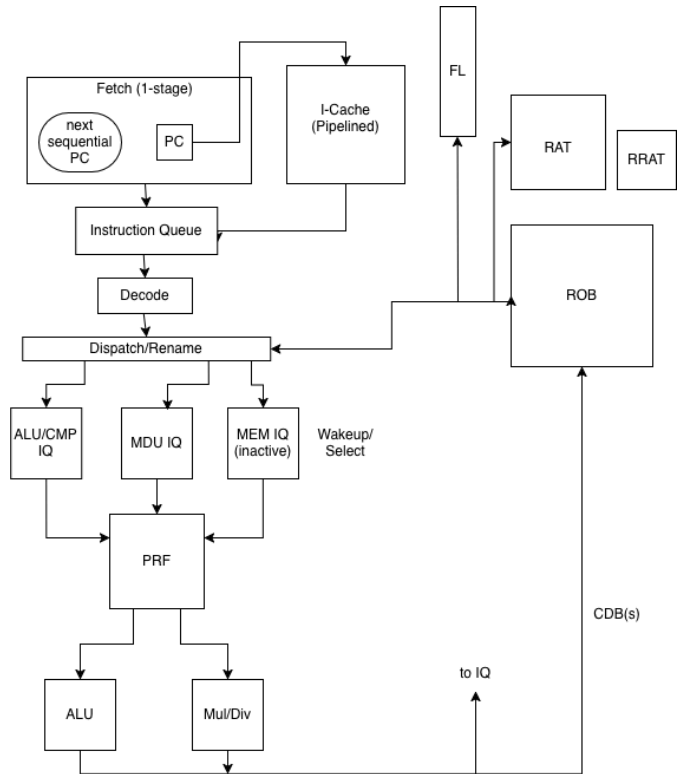 Fetch (1-stage)
next
sequential
PC
PC
I-Cache
(Pipelined)
FL
RAT
RRAT
Instruction Queue
Decode
ROB
Dispatch/Rename
ALU/CMP
IQ
MDU IQ
MEM IQ
(inactive)
Wakeup/
Select
PRF
CDB(s)
to IQ
ALU
Mul/Div